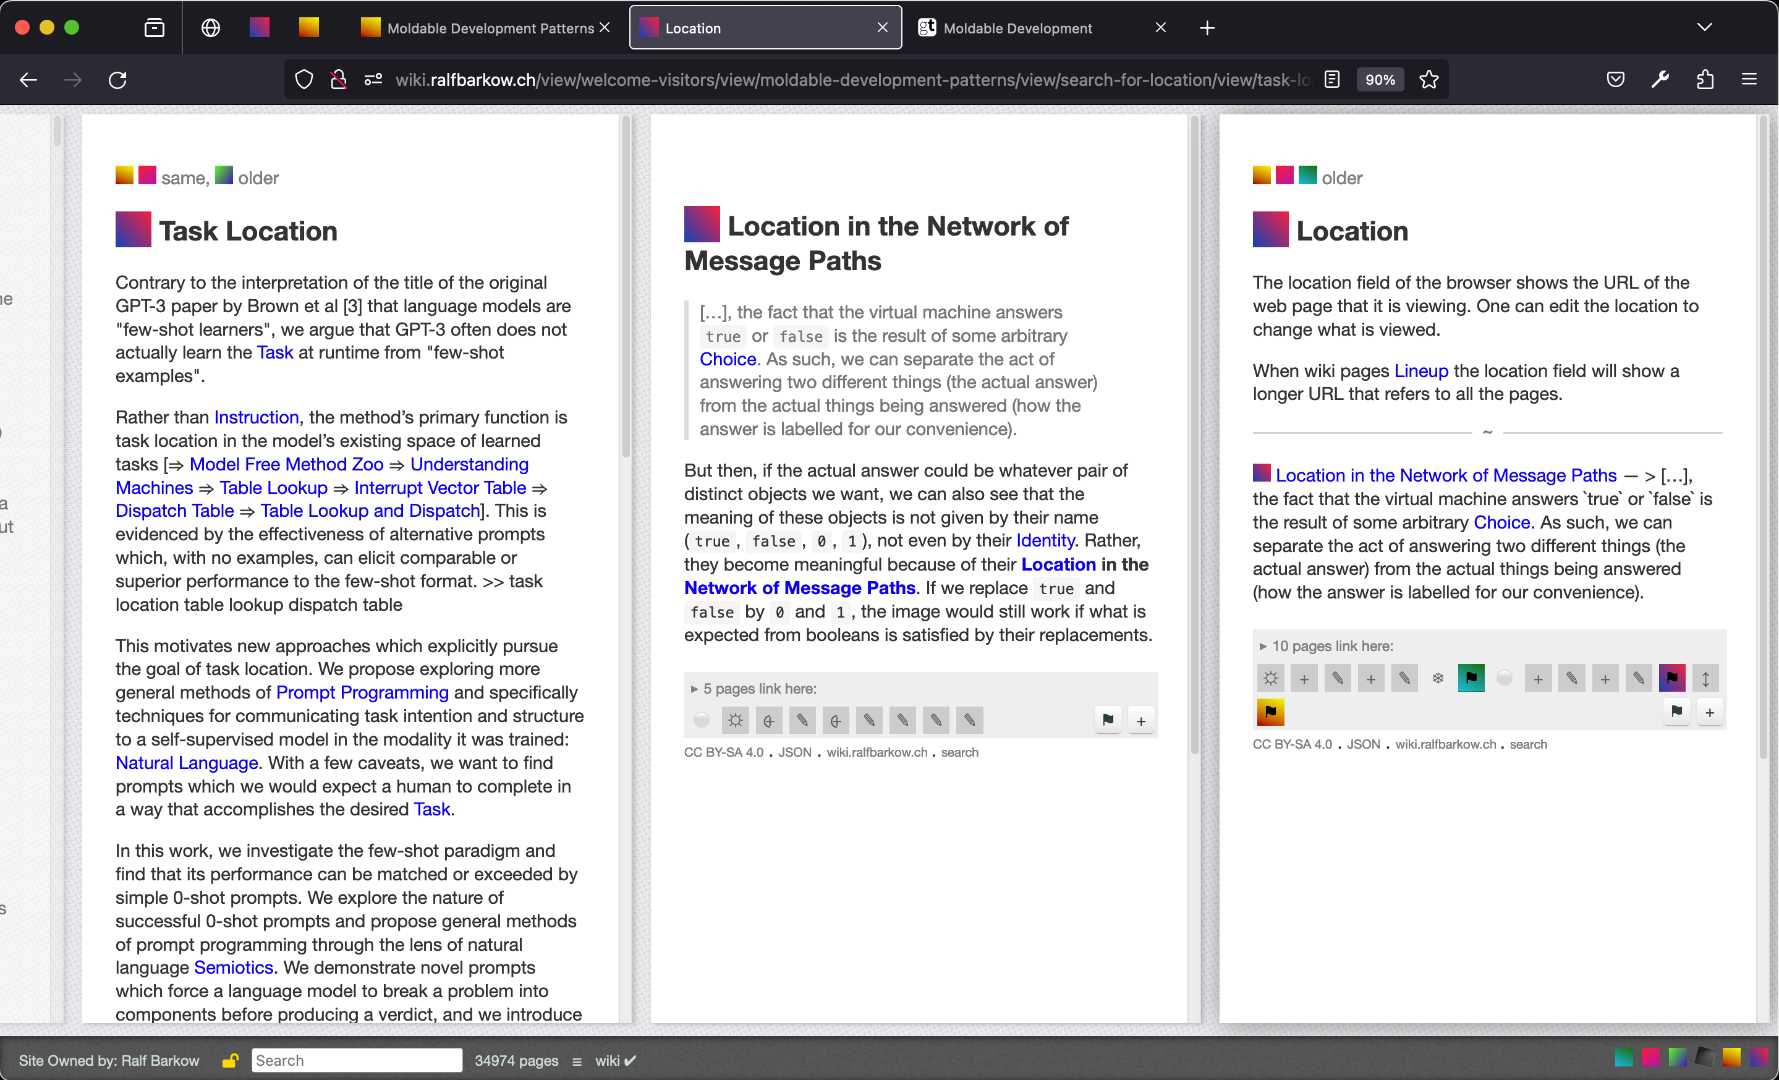 Moldable Development Patterns
Location
Moldable Development
wiki.ralfbarkow.ch/view/welcome-visitors/view/moldable-development-patterns/view/search-for-location/view/task-lo
90%
same, older
Task Location
Contrary to the interpretation of the title of the original
GPT-3 paper by Brown et al [3] that language models are
"few-shot learners", we argue that GPT-3 often does not
actually learn the Task at runtime from "few-shot
examples".
Rather than Instruction, the method’s primary function is
task location in the model’s existing space of learned
tasks [⇒ Model Free Method Zoo ⇒ Understanding
Machines ⇒ Table Lookup ⇒ Interrupt Vector Table ⇒
Dispatch Table ⇒ Table Lookup and Dispatch]. This is
evidenced by the effectiveness of alternative prompts
which, with no examples, can elicit comparable or
superior performance to the few-shot format. >> task
location table lookup dispatch table
This motivates new approaches which explicitly pursue
the goal of task location. We propose exploring more
general methods of Prompt Programming and specifically
techniques for communicating task intention and structure
to a self-supervised model in the modality it was trained:
Natural Language. With a few caveats, we want to find
prompts which we would expect a human to complete in
a way that accomplishes the desired Task.
In this work, we investigate the few-shot paradigm and
find that its performance can be matched or exceeded by
simple 0-shot prompts. We explore the nature of
successful 0-shot prompts and propose general methods
of prompt programming through the lens of natural
language Semiotics. We demonstrate novel prompts
which force a language model to break a problem into
components before producing a verdict, and we introduce
Location in the Network of
Message Paths
[…], the fact that the virtual machine answers
true or false is the result of some arbitrary
Choice. As such, we can separate the act of
answering two different things (the actual answer)
from the actual things being answered (how the
answer is labelled for our convenience).
But then, if the actual answer could be whatever pair of
distinct objects we want, we can also see that the
meaning of these objects is not given by their name
(true, false, 0, 1), not even by their Identity. Rather,
they become meaningful because of their Location in the
Network of Message Paths. If we replace true and
false by 0 and 1, the image would still work if what is
expected from booleans is satisfied by their replacements.
▸ 5 pages link here:
CC BY-SA 4.0 . JSON . wiki.ralfbarkow.ch . search
older
Location
The location field of the browser shows the URL of the
web page that it is viewing. One can edit the location to
change what is viewed.
When wiki pages Lineup the location field will show a
longer URL that refers to all the pages.
~
Location in the Network of Message Paths — > […],
the fact that the virtual machine answers `true` or `false` is
the result of some arbitrary Choice. As such, we can
separate the act of answering two different things (the
actual answer) from the actual things being answered
(how the answer is labelled for our convenience).
▸ 10 pages link here:
CC BY-SA 4.0 . JSON . wiki.ralfbarkow.ch . search
Site Owned by: Ralf Barkow
Search
34974 pages ≡ wiki ✔